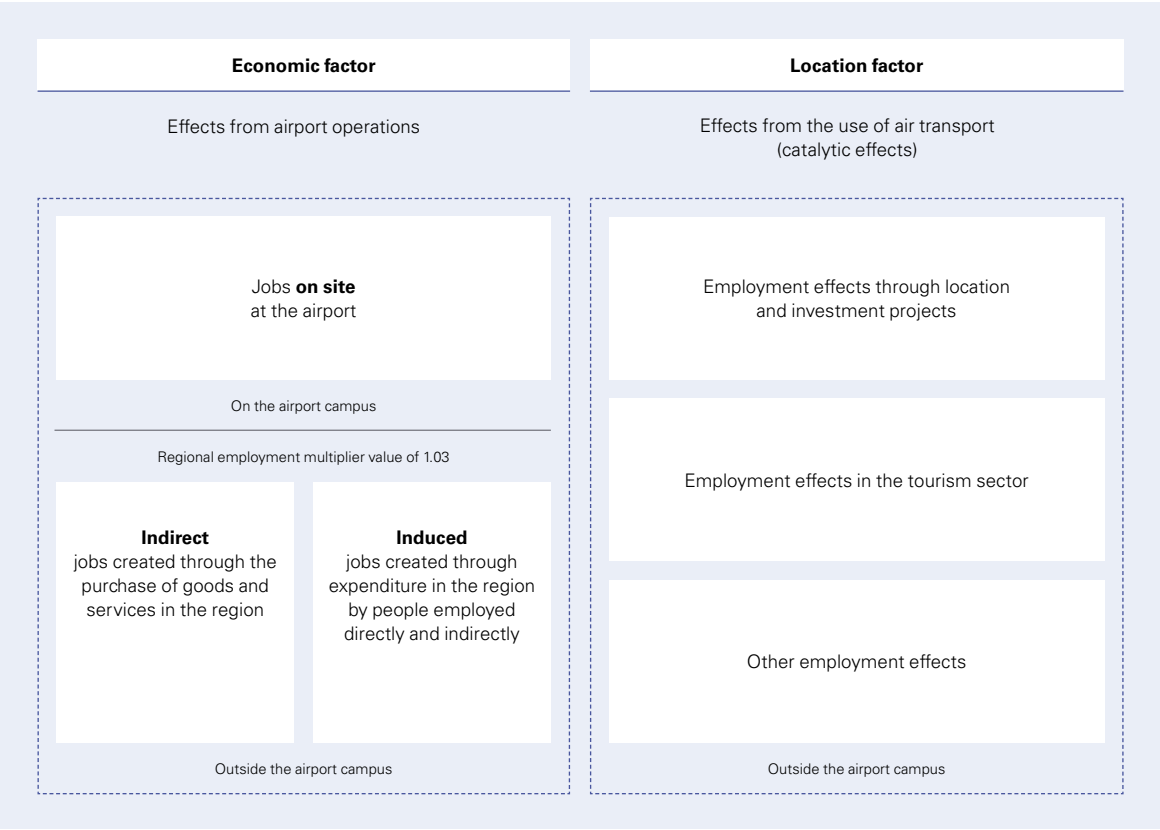 Economic factor
Effects from airport operations
Jobs on site
at the airport
On the airport campus
Regional employment multiplier value of 1.03
Indirect
jobs created through the
purchase of goods and
services in the region
Induced
jobs created through
expenditure in the region
by people employed
directly and indirectly
Outside the airport campus
Location factor
Effects from the use of air transport
(catalytic effects)
Employment effects through location
and investment projects
Employment effects in the tourism sector
Other employment effects
Outside the airport campus